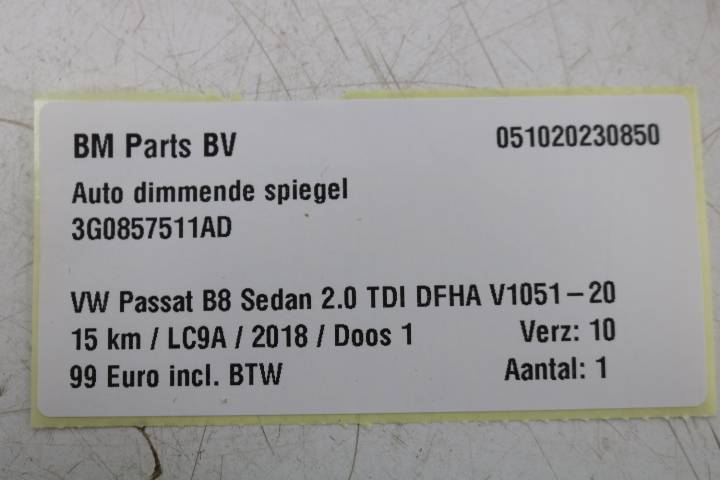 BM Parts BV 051020230850
Auto dimmende spiegel
3G0857511AD
VW Passat B8 Sedan 2.0 TDI DFHA V1051-20
15 km / LC9A / 2018 / Doos 1 Verz: 10
99 Euro incl. BTW Aantal: 1